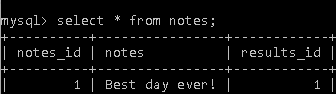 mysql> select * from notes;
+----------+----------------+------------+
| notes_id | notes | results_id |
+----------+----------------+------------+
| 1 | Best day ever! | 1 |